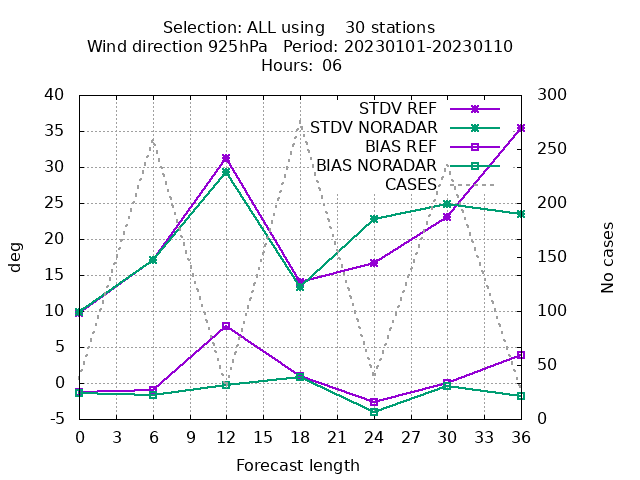 Selection: ALL using    30 stations
Wind direction 925hPa   Period: 20230101-20230110
Hours: 06
STDV REF
STDV NORADAR
BIAS REF
BIAS NORADAR
CASES
40
35
30
25
20
15
10
5
0
-5
deg
300
250
200
150
100
50
0
No cases
0 3 6 9 12 15 18 21 24 27 30 33 36
Forecast length